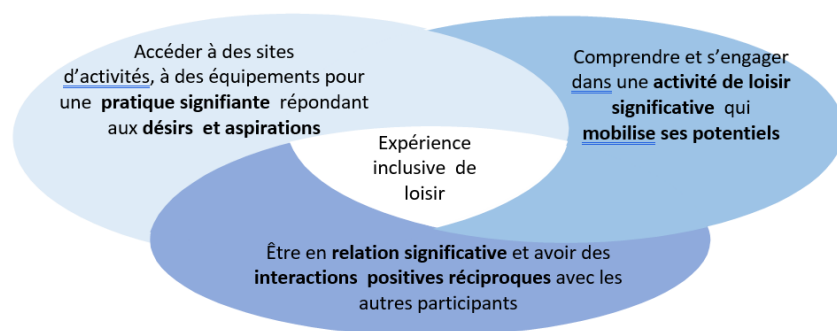 Accéder à des sites
d'activités, à des équipements pour
une pratique signifiante répondant
aux désirs et aspirations
Comprendre et s'engager
dans une activité de loisir
significative qui
mobilise ses potentiels
Expérience
inclusive de
loisir
Être en relation significative et avoir des
interactions positives réciproques avec les
autres participants